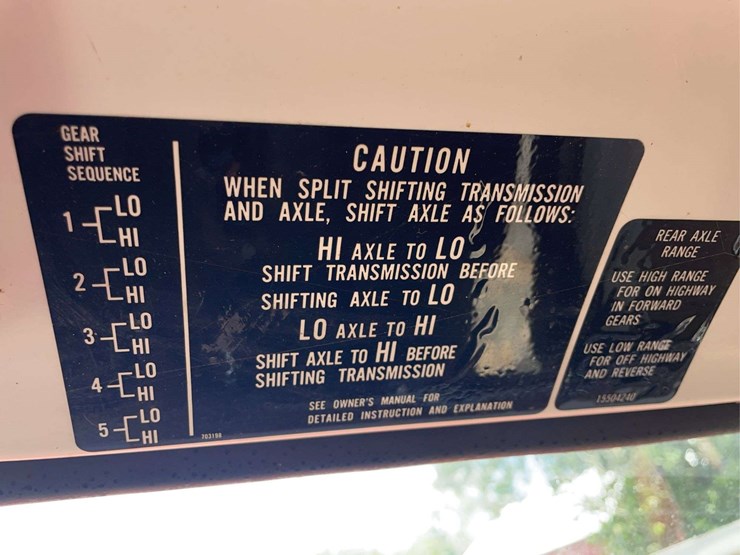 GEAR
SHIFT
SEQUENCE
1 LO
HI
2 LO
HI
3 LO
HI
4 LO
HI
5 LO
HI
CAUTION
WHEN SPLIT SHIFTING TRANSMISSION
AND AXLE, SHIFT AXLE AS FOLLOWS:
HI AXLE TO LO
SHIFT TRANSMISSION BEFORE
SHIFTING AXLE TO LO
LO AXLE TO HI
SHIFT AXLE TO HI BEFORE
SHIFTING TRANSMISSION
SEE OWNER'S MANUAL FOR
DETAILED INSTRUCTION AND EXPLANATION
703198
REAR AXLE
RANGE
USE HIGH RANGE
FOR ON HIGHWAY
IN FORWARD
GEARS
USE LOW RANGE
FOR OFF HIGHWAY
AND REVERSE
15504240